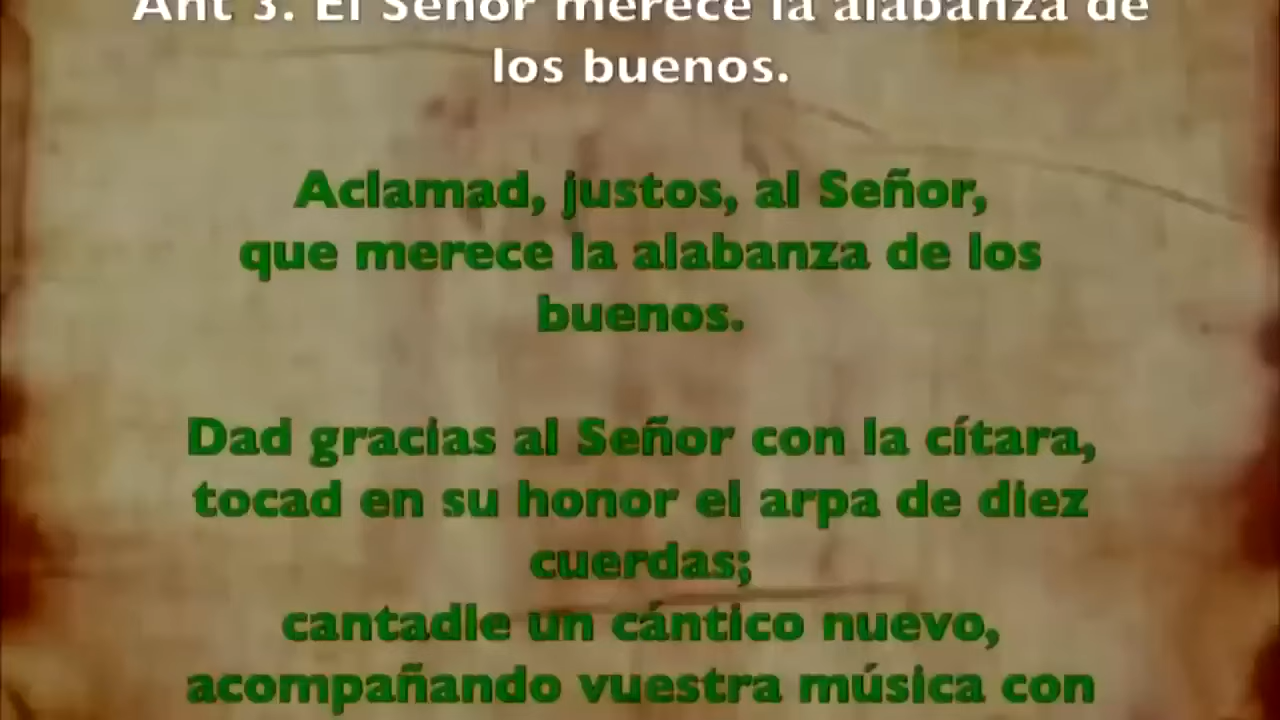 Ant 3. El Señor merece la alabanza de
los buenos.
Aclamad, justos, al Señor,
que merece la alabanza de los
buenos.
Dad gracias al Señor con la cítara,
tocad en su honor el arpa de diez
cuerdas;
cantadle un cántico nuevo,
acompañando vuestra música con